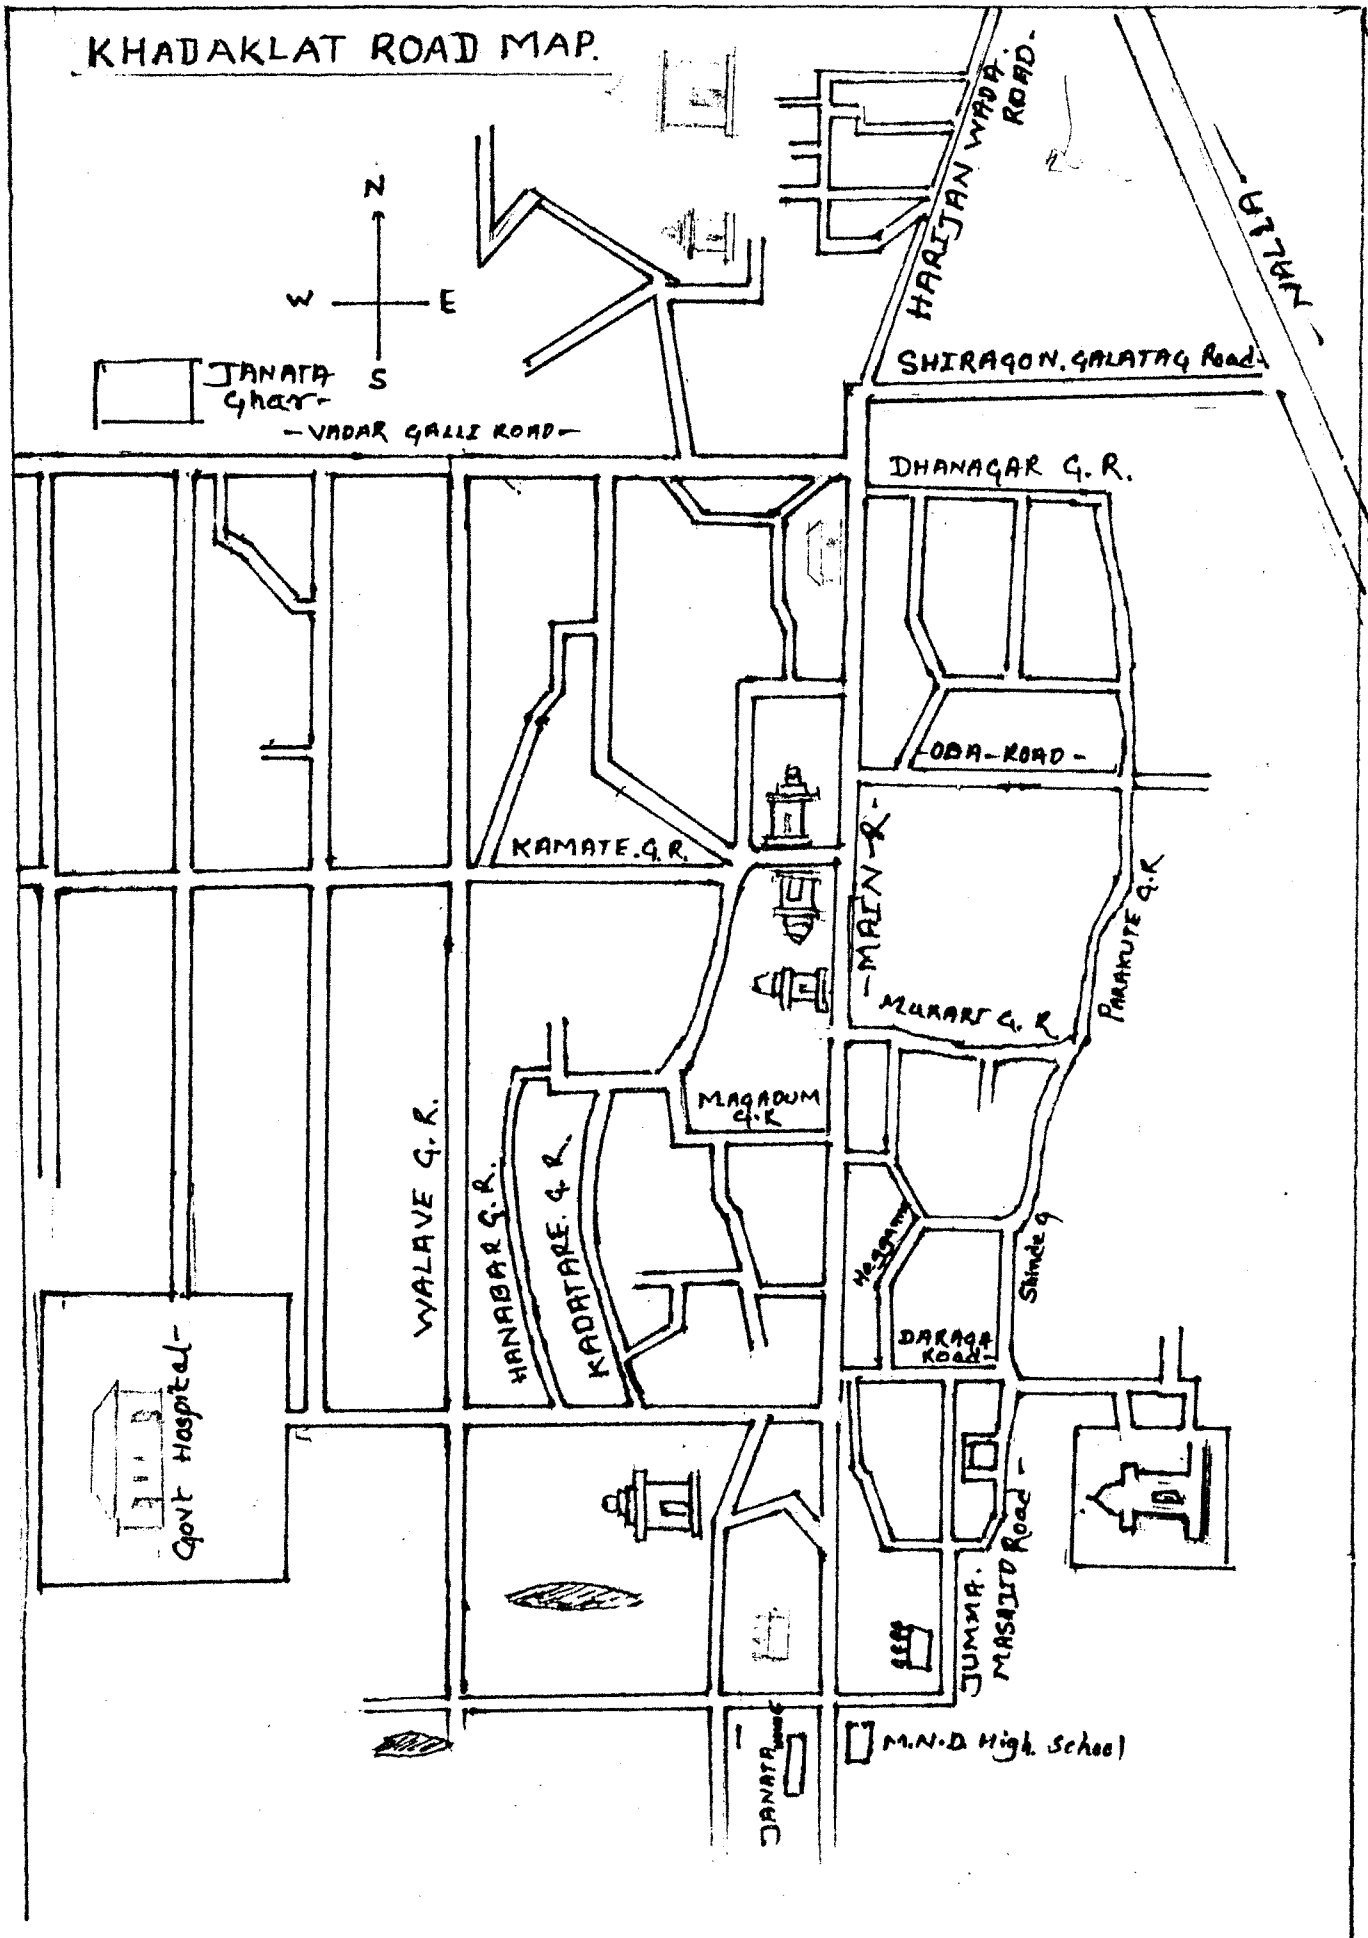 KHADAKLAT ROAD MAP.
HARIJAN WADA.
ROAD.-
- NALLA -
N
W
E
S
SHIRAGON. GALATAG Road-
JANATA
Ghar-
- VADAR GALLI ROAD -
DHANAGAR G. R.
- OBA - ROAD -
KAMATE. G. R.
- MAIN - R.
PARAKUTE G.R
MURARI G. R
MAGADUM
G.R
WALAVE G. R.
HANABAR G. R.
KADATARE. G R.
Shinde G
DARAGA
Road-
Govt Hospital -
JUMMA.
MASAJID Road -
M.N.D. High. School
JANATA